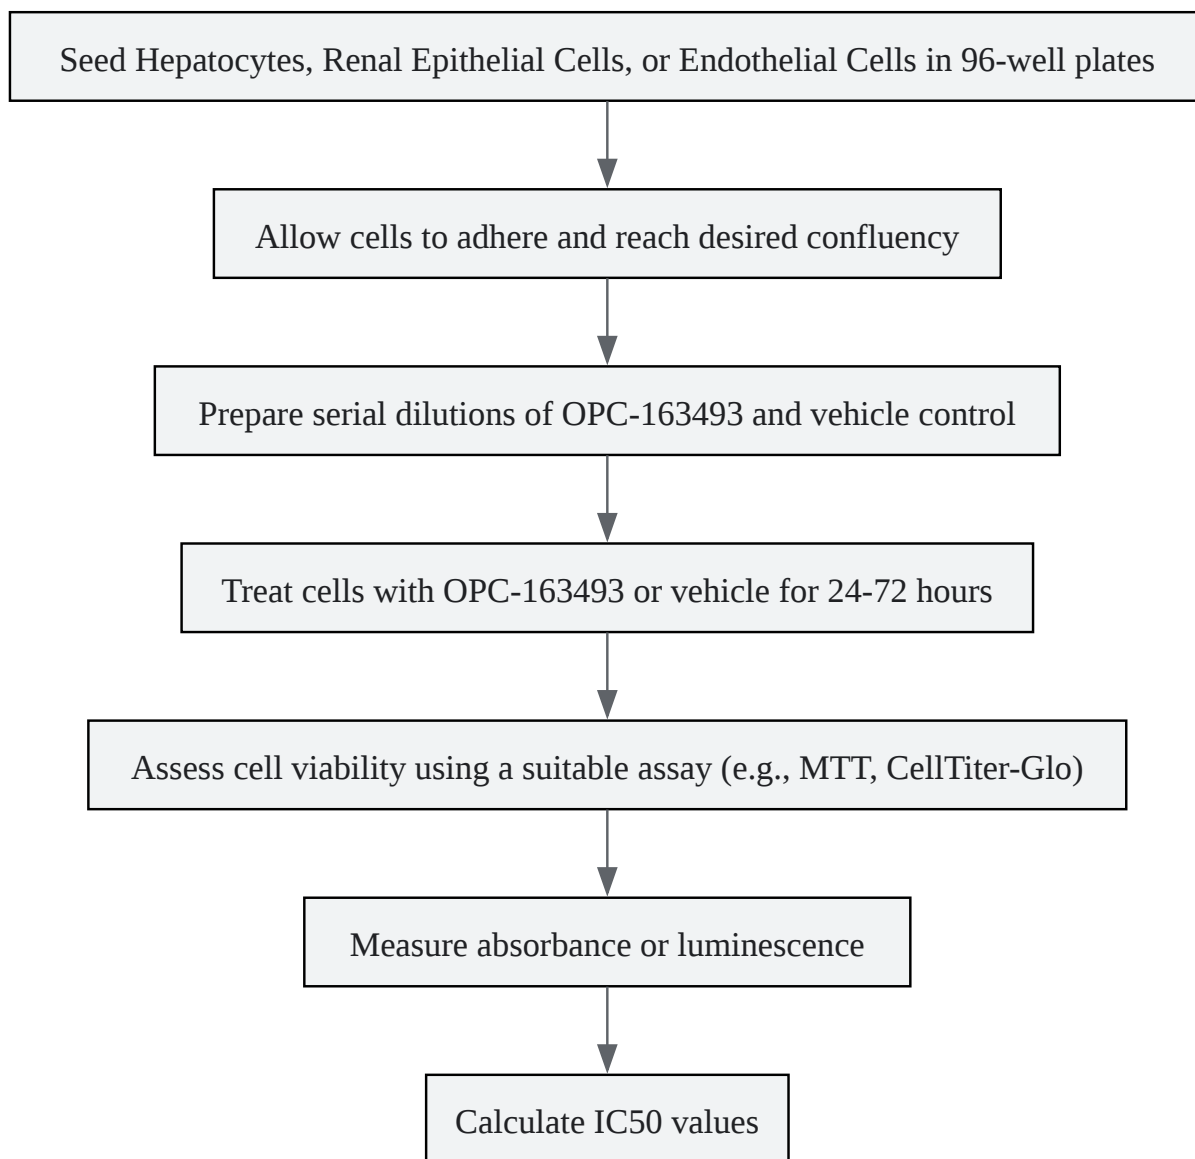 Seed Hepatocytes, Renal Epithelial Cells, or Endothelial Cells in 96-well plates
Allow cells to adhere and reach desired confluency
Prepare serial dilutions of OPC-163493 and vehicle control
Treat cells with OPC-163493 or vehicle for 24-72 hours
Assess cell viability using a suitable assay (e.g., MTT, CellTiter-Glo)
Measure absorbance or luminescence
Calculate IC50 values